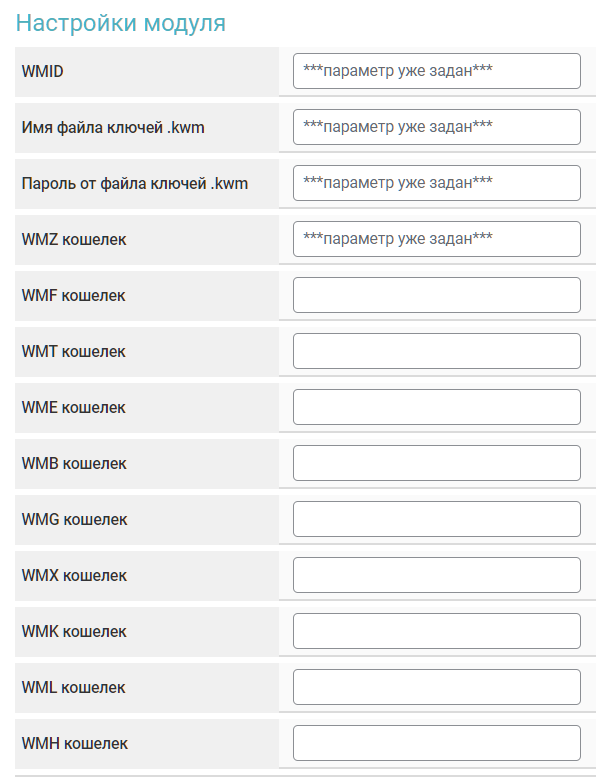 Настройки модуля
WMID
***параметр уже задан***
Имя файла ключей .kwm
***параметр уже задан***
Пароль от файла ключей .kwm
***параметр уже задан***
WMZ кошелек
***параметр уже задан***
WMF кошелек
WMT кошелек
WME кошелек
WMB кошелек
WMG кошелек
WMX кошелек
WMK кошелек
WML кошелек
WMH кошелек